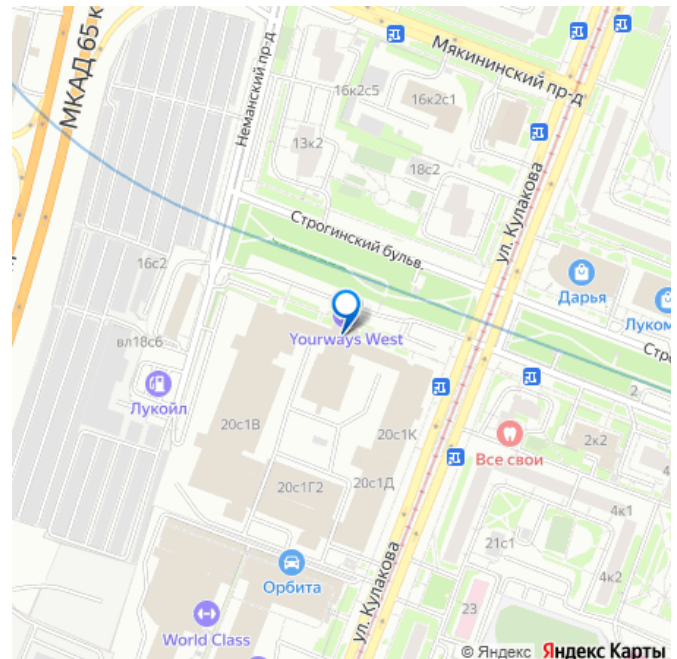 МКАД 65 к
Неманский пр-д
Мякининский пр-д
16к2с5
16к2с1
13к2
18с2
ул. Кулакова
Строгинский бульв.
16с2
Дарья
Луком
Yourways West
вл18с6
Стро
Лукойл
2
20с1В
20с1К
2к2
Все свои
20с1Г2
20с1Д
4к1
21с1
ул. Кулакова
Орбита
4к2
23
World Class
© Яндекс Яндекс Карты